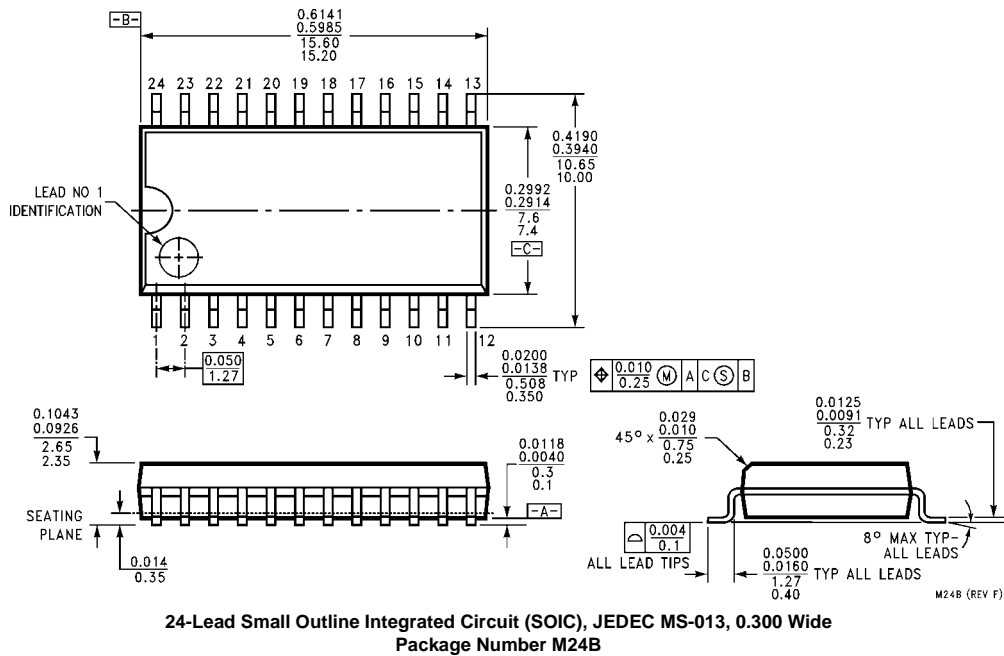 -B-
0.6141
0.5985
15.60
15.20
24 23 22 21 20 19 18 17 16 15 14 13
0.4190
0.3940
10.65
10.00
LEAD NO 1
IDENTIFICATION
0.2992
0.2914
7.6
7.4
-C-
1 2 3 4 5 6 7 8 9 10 11 12
0.050
1.27
0.0200
0.0138
0.508
0.350
TYP
⌖ 0.010
0.25
Ⓜ A C Ⓢ B
0.1043
0.0926
2.65
2.35
0.0118
0.0040
0.3
0.1
-A-
SEATING
PLANE
0.014
0.35
45° x
0.029
0.010
0.75
0.25
0.0125
0.0091
0.32
0.23
TYP ALL LEADS
0.004
0.1
ALL LEAD TIPS
0.0500
0.0160
1.27
0.40
TYP ALL LEADS
8° MAX TYP-
ALL LEADS
M24B (REV F)
24-Lead Small Outline Integrated Circuit (SOIC), JEDEC MS-013, 0.300 Wide
Package Number M24B